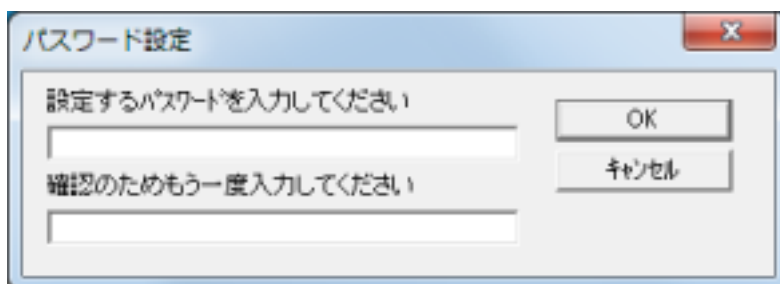 パスワード設定
設定するﾊﾟｽﾜｰﾄﾞを入力してください
OK
ｷｬﾝｾﾙ
確認のためもう一度入力してください